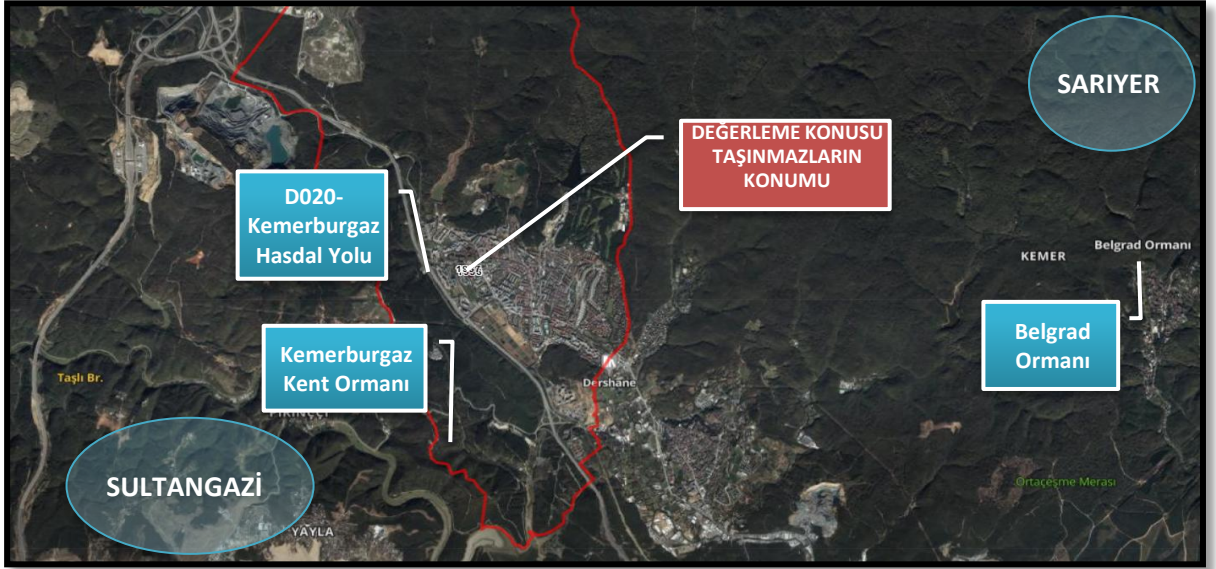 SARIYER
DEĞERLEME KONUSU
TAŞINMAZLARIN
KONUMU
D020-
Kemerburgaz
Hasdal Yolu
Belgrad Ormanı
KEMER
Belgrad
Ormanı
Kemerburgaz
Kent Ormanı
Taşlı Br.
Dershane
SULTANGAZİ
Ortaçeşme Merası
YAYLA